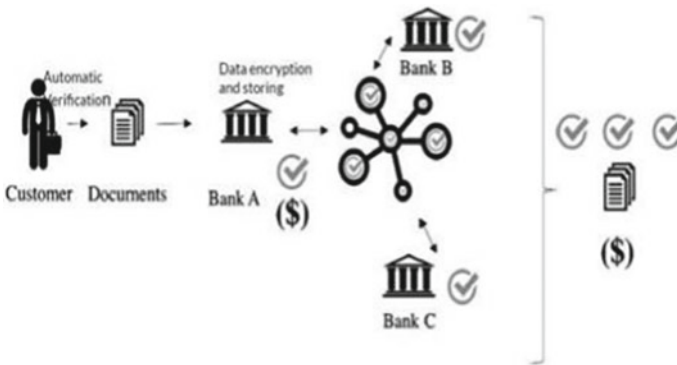 Automatic
Verification
Customer
Documents
Data encryption
and storing
Bank A
($)
Bank B
Bank C
($)